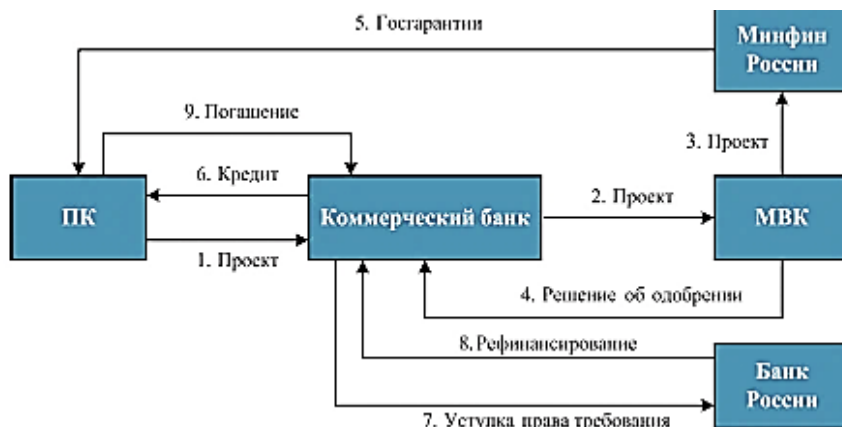 5. Госгарантии
Минфин
России
9. Погашение
3. Проект
6. Кредит
2. Проект
ПК
Коммерческий банк
МВК
1. Проект
4. Решение об одобрении
8.Рефинансирование
Банк
России
7. Уступка права требования